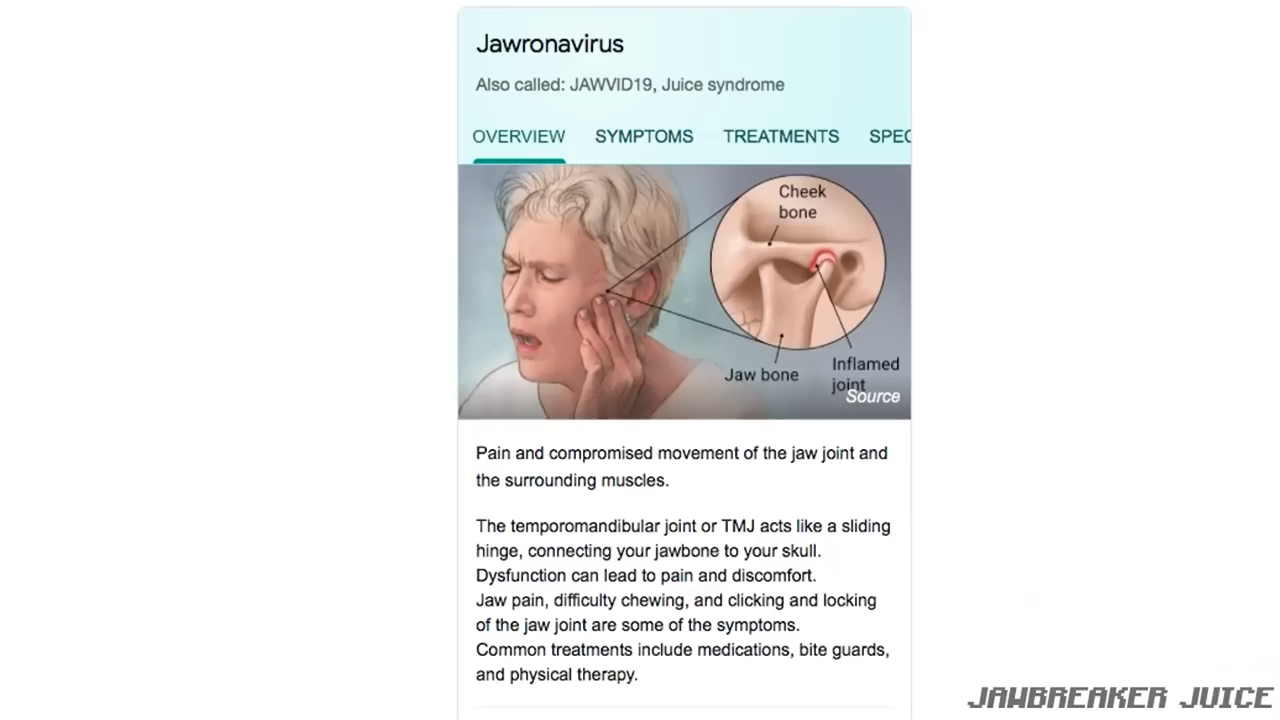 Jawronavirus
Also called: JAWVID19, Juice syndrome
OVERVIEW SYMPTOMS TREATMENTS SPEC
Cheek
bone
Jaw bone
Inflamed
joint
Source
Pain and compromised movement of the jaw joint and
the surrounding muscles.
The temporomandibular joint or TMJ acts like a sliding
hinge, connecting your jawbone to your skull.
Dysfunction can lead to pain and discomfort.
Jaw pain, difficulty chewing, and clicking and locking
of the jaw joint are some of the symptoms.
Common treatments include medications, bite guards,
and physical therapy.
JAWBREAKER JUICE